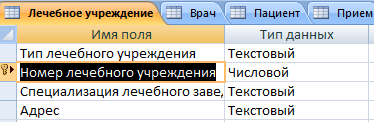 Лечебное учреждение Врач Пациент Прием
Имя поля Тип данных
Тип лечебного учреждения Текстовый
Номер лечебного учреждения Числовой
Специализация лечебного заве, Текстовый
Адрес Текстовый